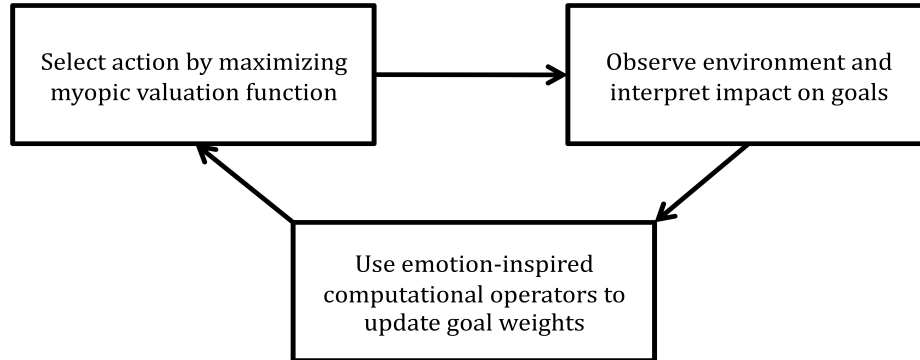 Select action by maximizing
myopic valuation function
Observe environment and
interpret impact on goals
Use emotion-inspired
computational operators to
update goal weights